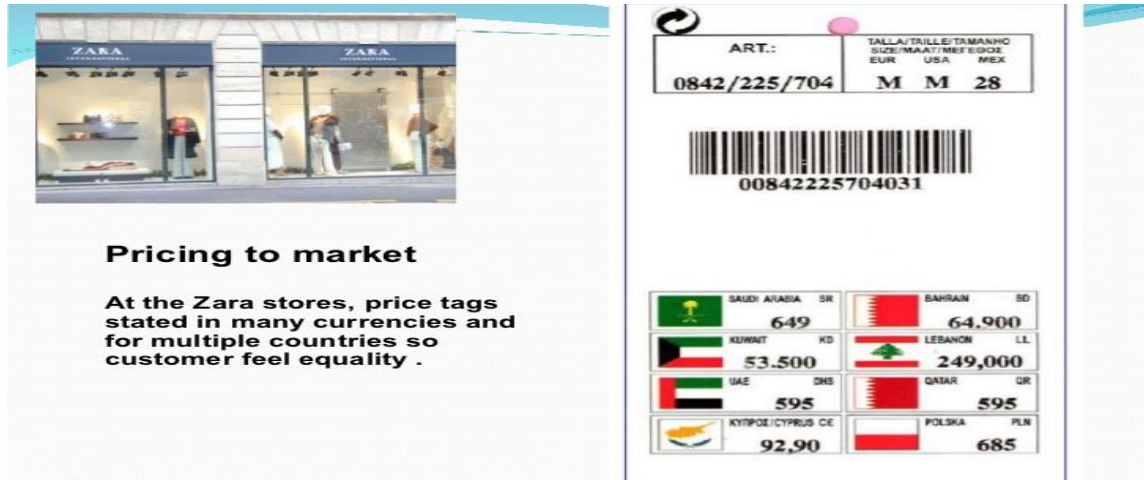 ZARA
INTERNATIONAL
ZARA
INTERNATIONAL
Pricing to market
At the Zara stores, price tags
stated in many currencies and
for multiple countries so
customer feel equality .
ART.:
0842/225/704
TALLA/TAILLE/TAMANHO
SIZE/MAAT/ΜΕΓΕΘΟΣ
EUR USA MEX
M M 28
00842225704031
SAUDI ARABIA SR
649
BAHRAIN BD
64.900
KUWAIT KD
53.500
LEBANON LL
249,000
UAE DHS
595
QATAR QR
595
ΚΥΠΡΟΣ/CYPRUS C£
92,90
POLSKA PLN
685